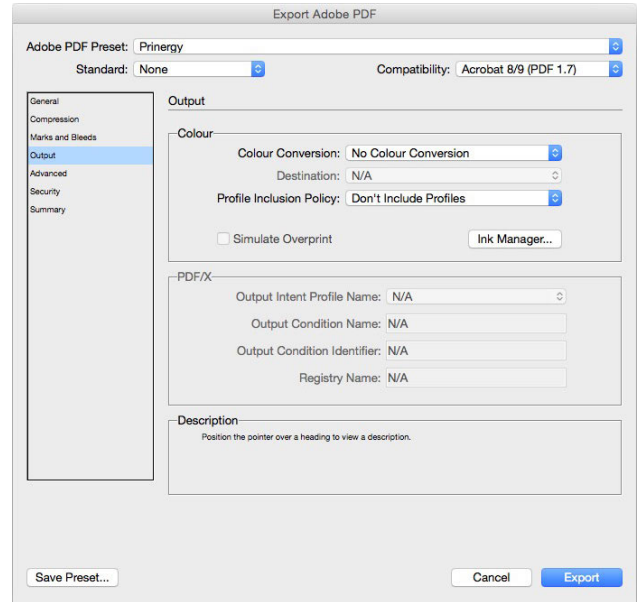 Export Adobe PDF
Adobe PDF Preset: Prinergy
Standard: None Compatibility: Acrobat 8/9 (PDF 1.7)
General
Compression
Marks and Bleeds
Output
Advanced
Security
Summary
Output
Colour
Colour Conversion: No Colour Conversion
Destination: N/A
Profile Inclusion Policy: Don't Include Profiles
Simulate Overprint Ink Manager...
PDF/X
Output Intent Profile Name: N/A
Output Condition Name: N/A
Output Condition Identifier: N/A
Registry Name: N/A
Description
Position the pointer over a heading to view a description.
Save Preset... Cancel Export